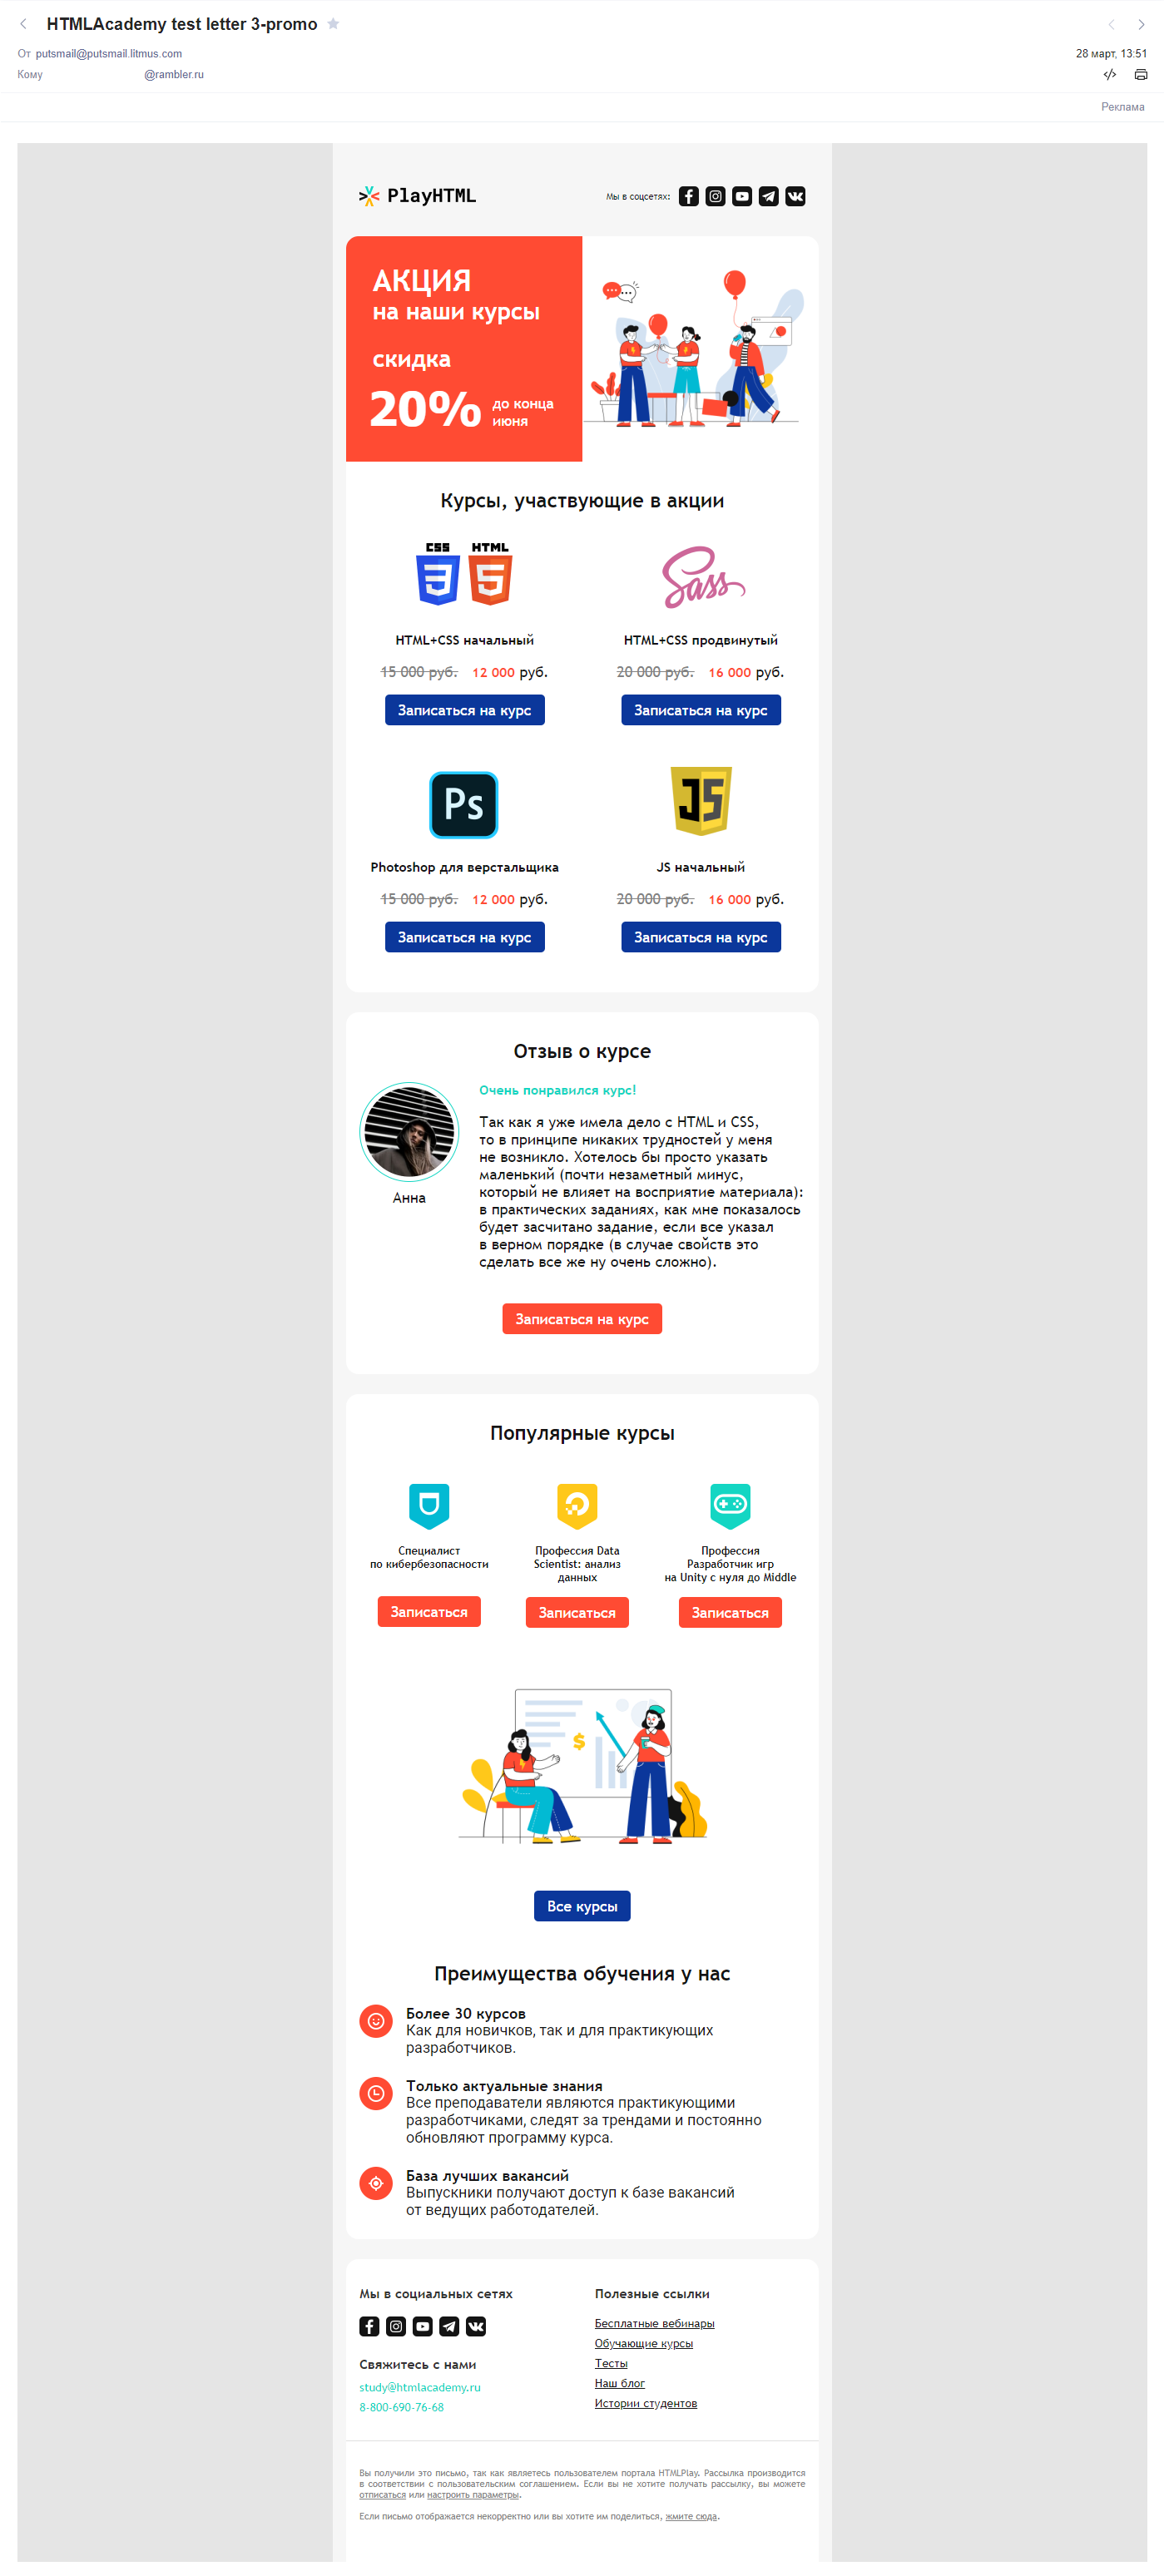 HTMLAcademy test letter 3-promo
От putsmail@putsmail.litmus.com
28 март, 13:51
Кому @rambler.ru
Реклама
PlayHTML
Мы в соцсетях:
АКЦИЯ
на наши курсы
скидка
20% до конца
июня
Курсы, участвующие в акции
CSS HTML
3 5
Sass
HTML+CSS начальный
HTML+CSS продвинутый
15 000 руб. 12 000 руб.
20 000 руб. 16 000 руб.
Записаться на курс
Записаться на курс
Ps
JS
Photoshop для верстальщика
JS начальный
15 000 руб. 12 000 руб.
20 000 руб. 16 000 руб.
Записаться на курс
Записаться на курс
Отзыв о курсе
Анна
Очень понравился курс!
Так как я уже имела дело с HTML и CSS,
то в принципе никаких трудностей у меня
не возникло. Хотелось бы просто указать
маленький (почти незаметный минус,
который не влияет на восприятие материала):
в практических заданиях, как мне показалось
будет засчитано задание, если все указал
в верном порядке (в случае свойств это
сделать все же ну очень сложно).
Записаться на курс
Популярные курсы
Специалист
по кибербезопасности
Записаться
Профессия Data
Scientist: анализ
данных
Записаться
Профессия
Разработчик игр
на Unity с нуля до Middle
Записаться
$
Все курсы
Преимущества обучения у нас
Более 30 курсов
Как для новичков, так и для практикующих
разработчиков.
Только актуальные знания
Все преподаватели являются практикующими
разработчиками, следят за трендами и постоянно
обновляют программу курса.
База лучших вакансий
Выпускники получают доступ к базе вакансий
от ведущих работодателей.
Мы в социальных сетях
Свяжитесь с нами
study@htmlacademy.ru
8-800-690-76-68
Полезные ссылки
Бесплатные вебинары
Обучающие курсы
Тесты
Наш блог
Истории студентов
Вы получили это письмо, так как являетесь пользователем портала HTMLPlay. Рассылка производится
в соответствии с пользовательским соглашением. Если вы не хотите получать рассылку, вы можете
отписаться или настроить параметры.
Если письмо отображается некорректно или вы хотите им поделиться, жмите сюда.